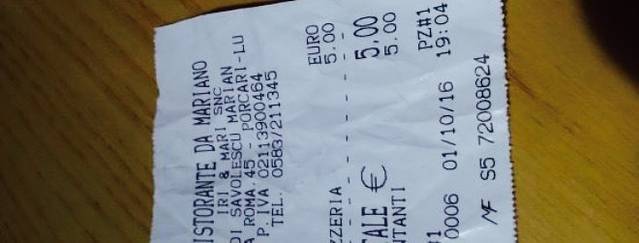 ISTORANTE DA MARIANO
IRI & MARI SNC
DI SAVOLESCU MARIAN
A ROMA.45 - PORCARI-LU
P.IVA 02113900464
TEL. 0583/211345
EURO
ZZERIA 5.00
TALE € 5,00
NTANTI 5.00
#1 PZ#1
0006 01/10/16 19:04
MF S5 72008624